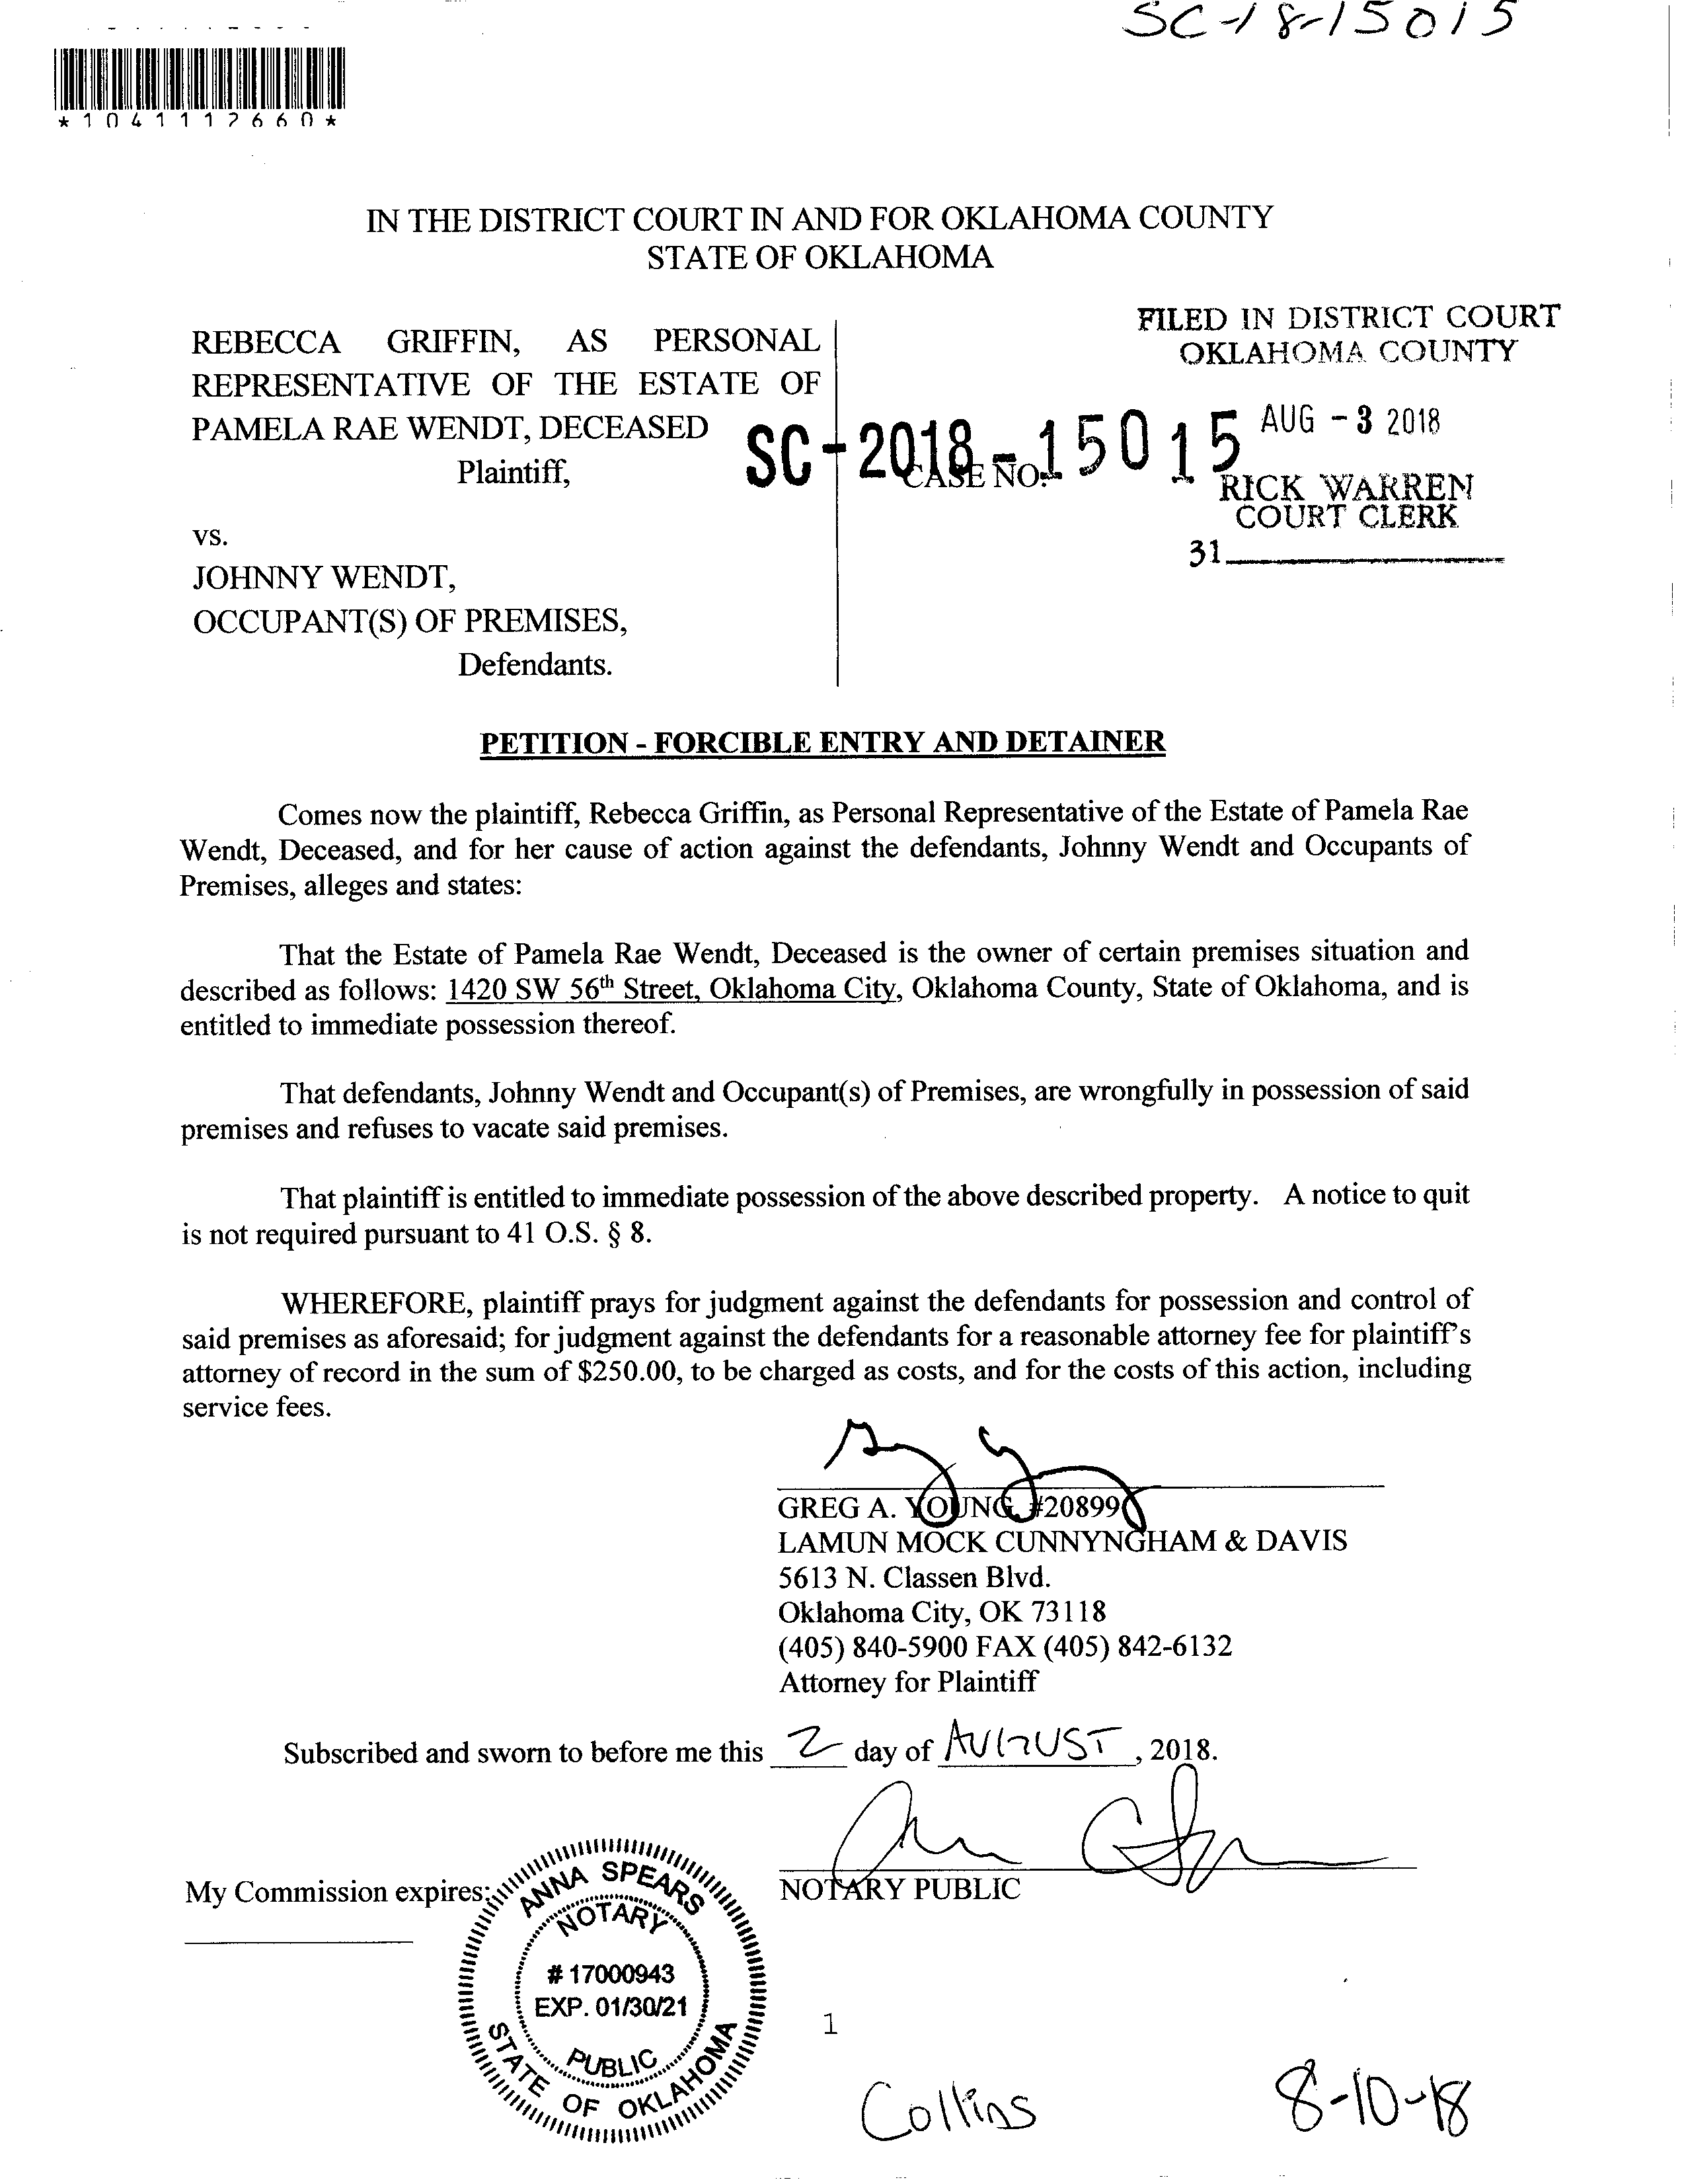 SC-18-15015
*1041112660*
IN THE DISTRICT COURT IN AND FOR OKLAHOMA COUNTY
STATE OF OKLAHOMA
REBECCA GRIFFIN, AS PERSONAL
REPRESENTATIVE OF THE ESTATE OF
PAMELA RAE WENDT, DECEASED
Plaintiff,
vs.
JOHNNY WENDT,
OCCUPANT(S) OF PREMISES,
Defendants.
FILED IN DISTRICT COURT
OKLAHOMA COUNTY
AUG - 3 2018
SC-2018-15015
CASE NO.
RICK WARREN
COURT CLERK
31
PETITION - FORCIBLE ENTRY AND DETAINER
Comes now the plaintiff, Rebecca Griffin, as Personal Representative of the Estate of Pamela Rae
Wendt, Deceased, and for her cause of action against the defendants, Johnny Wendt and Occupants of
Premises, alleges and states:
That the Estate of Pamela Rae Wendt, Deceased is the owner of certain premises situation and
described as follows: 1420 SW 56th Street, Oklahoma City, Oklahoma County, State of Oklahoma, and is
entitled to immediate possession thereof.
That defendants, Johnny Wendt and Occupant(s) of Premises, are wrongfully in possession of said
premises and refuses to vacate said premises.
That plaintiff is entitled to immediate possession of the above described property. A notice to quit
is not required pursuant to 41 O.S. § 8.
WHEREFORE, plaintiff prays for judgment against the defendants for possession and control of
said premises as aforesaid; for judgment against the defendants for a reasonable attorney fee for plaintiff's
attorney of record in the sum of $250.00, to be charged as costs, and for the costs of this action, including
service fees.
GREG A. YOUNG, #20899
LAMUN MOCK CUNNYNGHAM & DAVIS
5613 N. Classen Blvd.
Oklahoma City, OK 73118
(405) 840-5900 FAX (405) 842-6132
Attorney for Plaintiff
Subscribed and sworn to before me this 2 day of AUGUST, 2018.
NOTARY PUBLIC
My Commission expires:
ANNA SPEARS
NOTARY
# 17000943
EXP. 01/30/21
PUBLIC
STATE OF OKLAHOMA
1
Collins
8-10-18